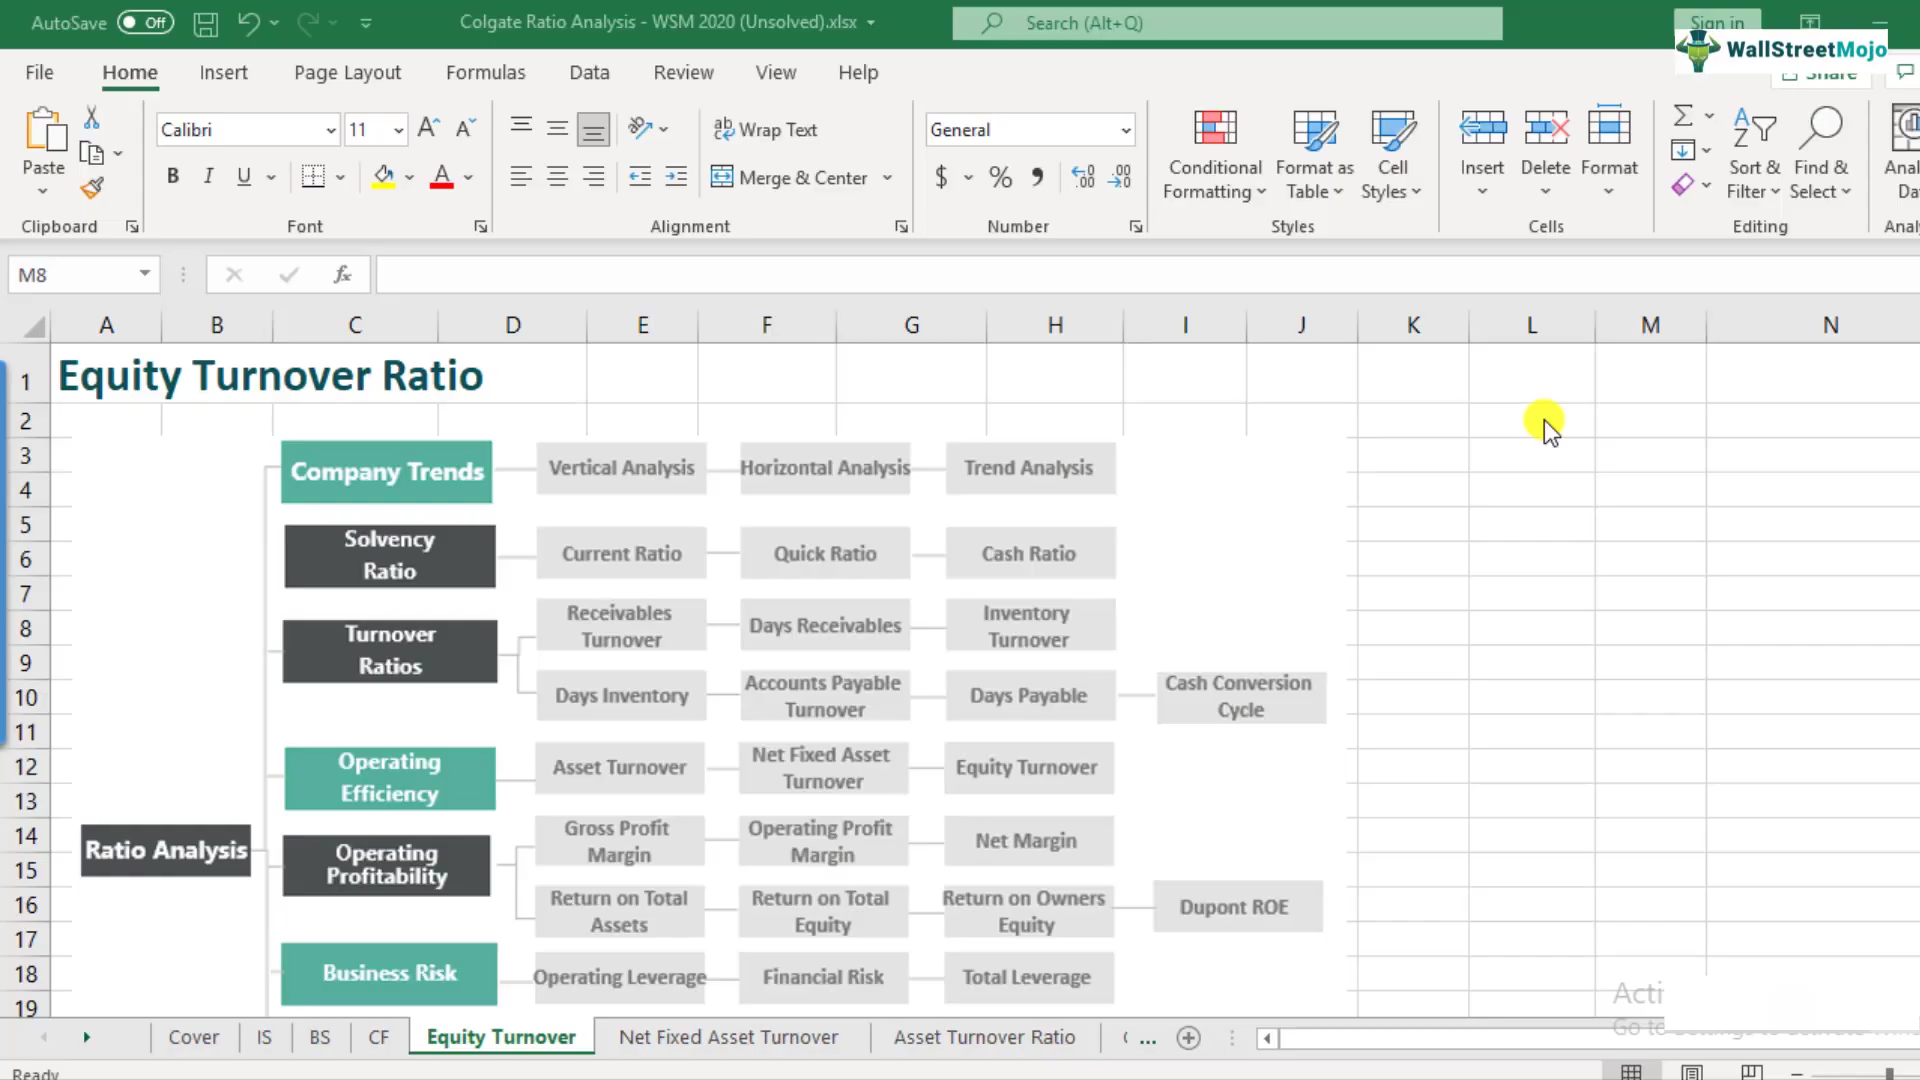 AutoSave Off Colgate Ratio Analysis - WSM 2020 (Unsolved).xlsx Search (Alt+Q) Sign in
WallStreetMojo
File Home Insert Page Layout Formulas Data Review View Help Share
Paste
Calibri 11
B I U
ab Wrap Text
Merge & Center
General
$ % 9
Conditional Formatting
Format as Table
Cell Styles
Insert Delete Format
Sort & Filter
Find & Select
Clipboard Font Alignment Number Styles Cells Editing
M8 fx
A B C D E F G H I J K L M N
1 Equity Turnover Ratio
2
3
4
5
6
7
8
9
10
11
12
13
14
15
16
17
18
19
Company Trends Vertical Analysis Horizontal Analysis Trend Analysis
Solvency
Ratio
Current Ratio Quick Ratio Cash Ratio
Turnover
Ratios
Receivables
Turnover
Days Receivables
Inventory
Turnover
Days Inventory
Accounts Payable
Turnover
Days Payable
Cash Conversion
Cycle
Operating
Efficiency
Asset Turnover
Net Fixed Asset
Turnover
Equity Turnover
Ratio Analysis
Operating
Profitability
Gross Profit
Margin
Operating Profit
Margin
Net Margin
Return on Total
Assets
Return on Total
Equity
Return on Owners
Equity
Dupont ROE
Business Risk Operating Leverage Financial Risk Total Leverage
Cover IS BS CF Equity Turnover Net Fixed Asset Turnover Asset Turnover Ratio ...
Ready